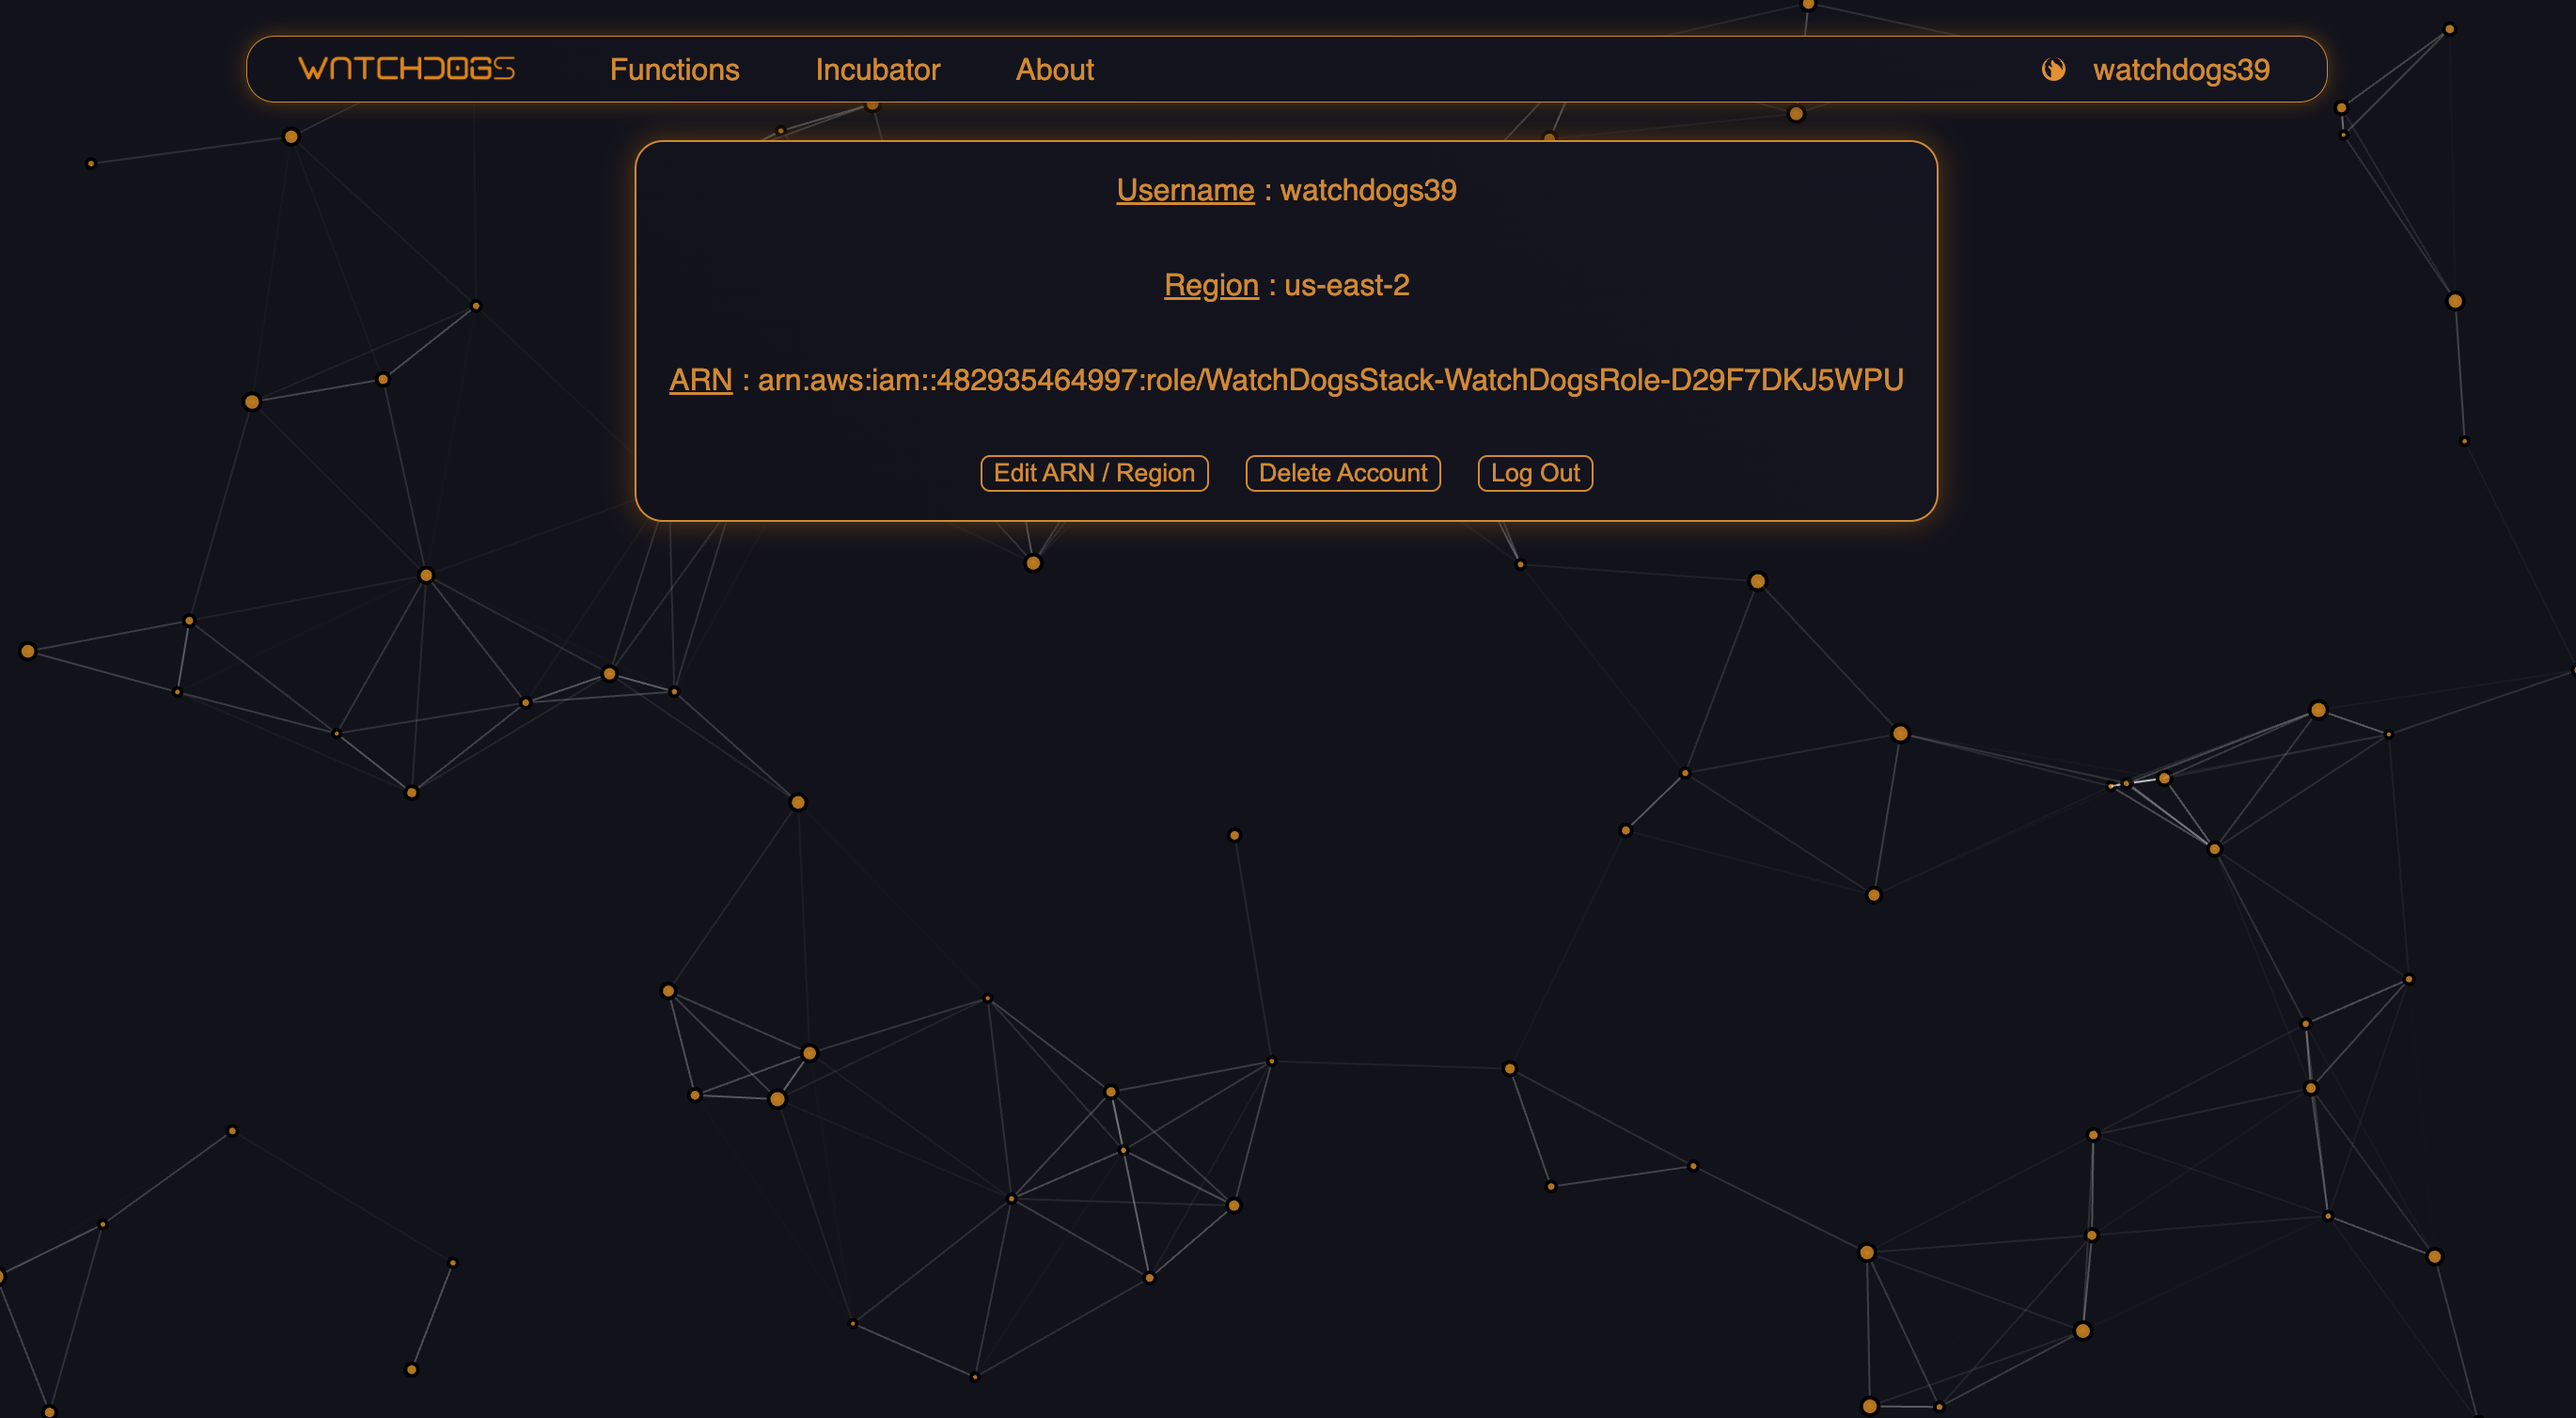 WATCHDOGS Functions Incubator About watchdogs39
Username : watchdogs39
Region : us-east-2
ARN : arn:aws:iam::482935464997:role/WatchDogsStack-WatchDogsRole-D29F7DKJ5WPU
Edit ARN / Region Delete Account Log Out